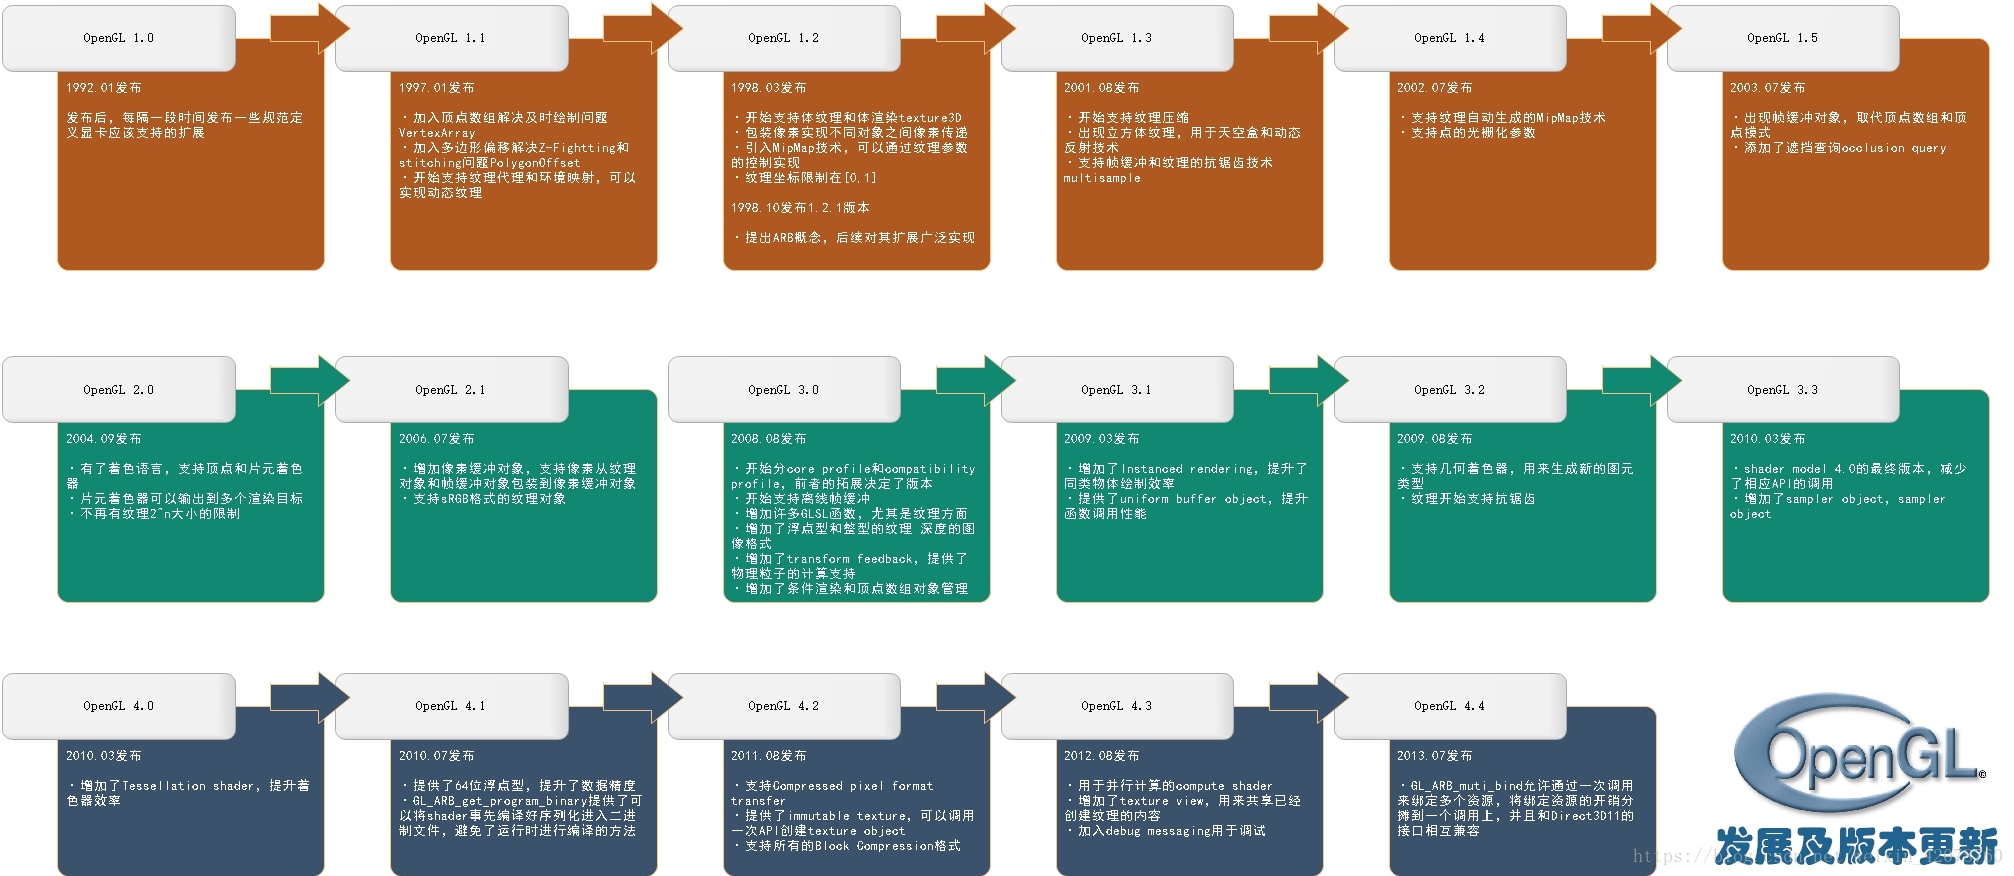 OpenGL 1.0
1992.01发布
发布后，每隔一段时间发布一些规范定
义显卡应该支持的扩展
OpenGL 1.1
1997.01发布
·加入顶点数组解决及时绘制问题
VertexArray
·加入多边形偏移解决Z-Fightting和
stitching问题PolygonOffset
·开始支持纹理代理和环境映射，可以
实现动态纹理
OpenGL 1.2
1998.03发布
·开始支持体纹理和体渲染texture3D
·包装像素实现不同对象之间像素传递
·引入MipMap技术，可以通过纹理参数
的控制实现
·纹理坐标限制在[0,1]
1998.10发布1.2.1版本
·提出ARB概念，后续对其扩展广泛实现
OpenGL 1.3
2001.08发布
·开始支持纹理压缩
·出现立方体纹理，用于天空盒和动态
反射技术
·支持帧缓冲和纹理的抗锯齿技术
multisample
OpenGL 1.4
2002.07发布
·支持纹理自动生成的MipMap技术
·支持点的光栅化参数
OpenGL 1.5
2003.07发布
·出现帧缓冲对象，取代顶点数组和顶
点模式
·添加了遮挡查询occlusion query
OpenGL 2.0
2004.09发布
·有了着色语言，支持顶点和片元着色
器
·片元着色器可以输出到多个渲染目标
·不再有纹理2^n大小的限制
OpenGL 2.1
2006.07发布
·增加像素缓冲对象，支持像素从纹理
对象和帧缓冲对象包装到像素缓冲对象
·支持sRGB格式的纹理对象
OpenGL 3.0
2008.08发布
·开始分core profile和compatibility
profile，前者的拓展决定了版本
·开始支持离线帧缓冲
·增加许多GLSL函数，尤其是纹理方面
·增加了浮点型和整型的纹理 深度的图
像格式
·增加了transform feedback，提供了
物理粒子的计算支持
·增加了条件渲染和顶点数组对象管理
OpenGL 3.1
2009.03发布
·增加了Instanced rendering，提升了
同类物体绘制效率
·提供了uniform buffer object，提升
函数调用性能
OpenGL 3.2
2009.08发布
·支持几何着色器，用来生成新的图元
类型
·纹理开始支持抗锯齿
OpenGL 3.3
2010.03发布
·shader model 4.0的最终版本，减少
了相应API的调用
·增加了sampler object, sampler
object
OpenGL 4.0
2010.03发布
·增加了Tessellation shader，提升着
色器效率
OpenGL 4.1
2010.07发布
·提供了64位浮点型，提升了数据精度
·GL_ARB_get_program_binary提供了可
以将shader事先编译好序列化进入二进
制文件，避免了运行时进行编译的方法
OpenGL 4.2
2011.08发布
·支持Compressed pixel format
transfer
·提供了immutable texture，可以调用
一次API创建texture object
·支持所有的Block Compression格式
OpenGL 4.3
2012.08发布
·用于并行计算的compute shader
·增加了texture view，用来共享已经
创建纹理的内容
·加入debug messaging用于调试
OpenGL 4.4
2013.07发布
·GL_ARB_muti_bind允许通过一次调用
来绑定多个资源，将绑定资源的开销分
摊到一个调用上，并且和Direct3D11的
接口相互兼容
OpenGL®
发展及版本更新